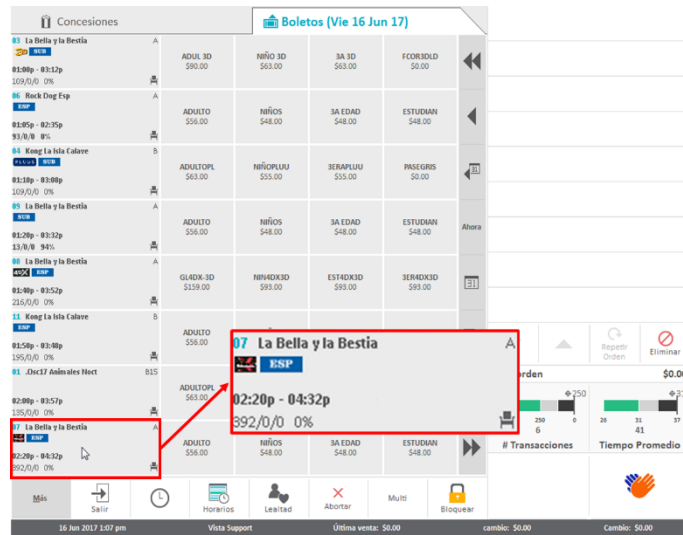 Concesiones
Boletos (Vie 16 Jun 17)
03 La Bella y la Bestia A
3D SUB
01:00p - 03:12p
109/0/0 0%
ADUL 3D
$90.00
NIÑO 3D
$63.00
3A 3D
$63.00
FCOR3DLD
$0.00
06 Rock Dog Esp A
ESP
01:05p - 02:35p
93/0/0 0%
ADULTO
$56.00
NIÑOS
$48.00
3A EDAD
$48.00
ESTUDIAN
$48.00
04 Kong La Isla Calave B
PLUUS SUB
01:10p - 03:08p
109/0/0 0%
ADULTOPL
$63.00
NIÑOPLUU
$55.00
3ERAPLUU
$55.00
PASEGRIS
$0.00
31
09 La Bella y la Bestia A
SUB
01:20p - 03:32p
13/0/0 94%
ADULTO
$56.00
NIÑOS
$48.00
3A EDAD
$48.00
ESTUDIAN
$48.00
Ahora
08 La Bella y la Bestia A
4DX ESP
01:40p - 03:52p
216/0/0 0%
GL4DX-3D
$159.00
NIN4DX3D
$93.00
EST4DX3D
$93.00
3ER4DX3D
$93.00
31
11 Kong La Isla Calave B
ESP
01:50p - 03:48p
195/0/0 0%
ADULTO
$56.00
01 .Dsc17 Animales Noct B15
02:00p - 03:57p
135/0/0 0%
ADULTOPL
$63.00
07 La Bella y la Bestia A
ESP
02:20p - 04:32p
392/0/0 0%
ADULTO
$56.00
NIÑOS
$48.00
3A EDAD
$48.00
ESTUDIAN
$48.00
07 La Bella y la Bestia A
ESP
02:20p - 04:32p
392/0/0 0%
Repetir
Orden
Eliminar
orden $0.00
250
250 0
6
# Transacciones
26 31 37
41
Tiempo Promedio
Más
Salir
Horarios
Lealtad
Abortar
Multi
Bloquear
16 Jun 2017 1:07 pm
Vista Support
Última venta: $0.00
cambio: $0.00
Cambio: $0.00